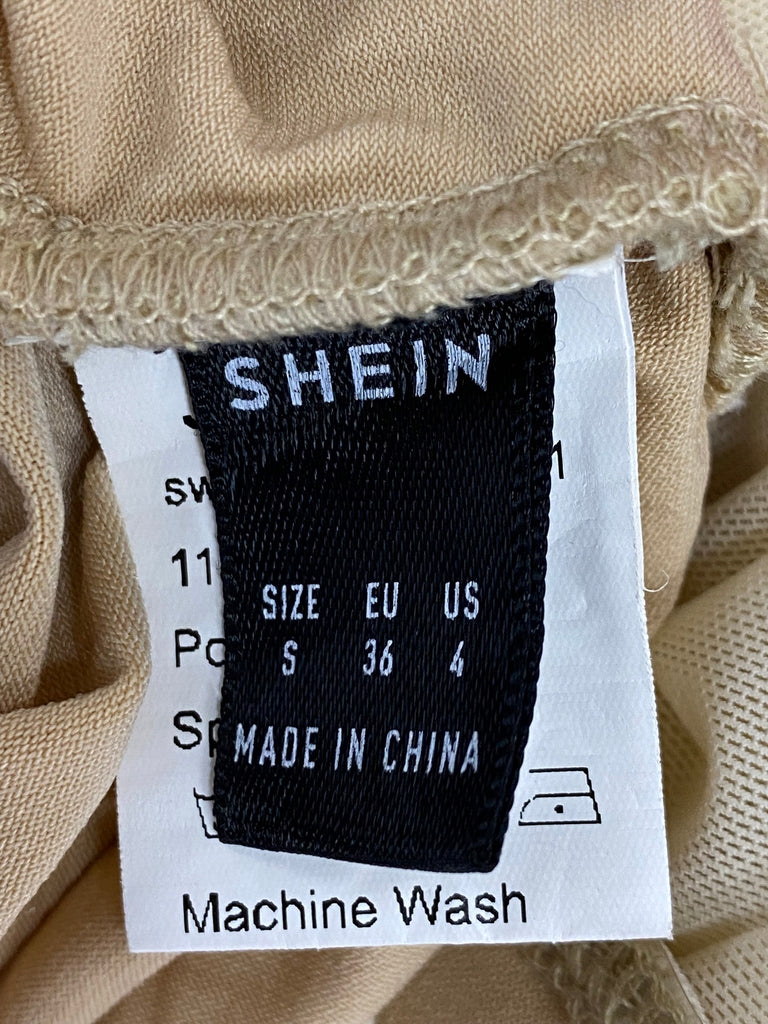 SHEIN
SIZE EU US
S 36 4
MADE IN CHINA
Machine Wash